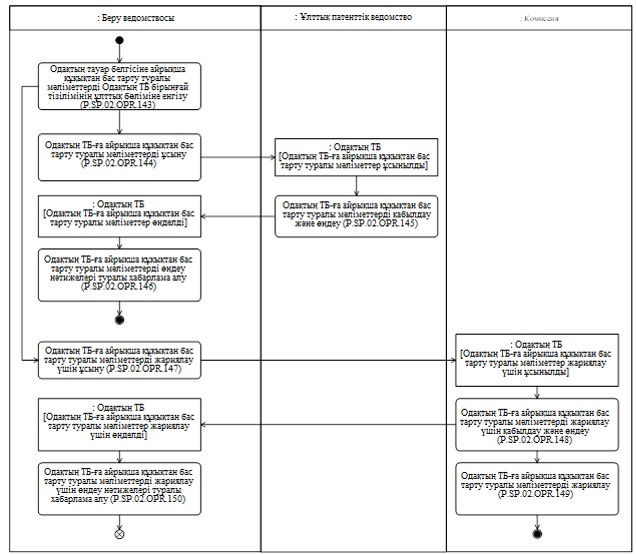 : Беру ведомствосы
: Ұлттық патенттік ведомство
: Комиссия
Одақтың тауар белгісіне айрықша
құқықтан бас тарту туралы
мәліметтерді Одақтың ТБ бірыңғай
тізілімінің ұлттық бөліміне енгізу
(P.SP.02.OPR.143)
Одақтың ТБ-ға айрықша құқықтан бас
тарту туралы мәліметтерді ұсыну
(P.SP.02.OPR.144)
: Одақтың ТБ
[Одақтың ТБ-ға айрықша құқықтан бас
тарту туралы мәліметтер ұсынылды]
: Одақтың ТБ
[Одақтың ТБ-ға айрықша құқықтан бас
тарту туралы мәліметтер өңделді]
Одақтың ТБ-ға айрықша құқықтан бас
тарту туралы мәліметтерді қабылдау
және өңдеу (P.SP.02.OPR.145)
Одақтың ТБ-ға айрықша құқықтан бас
тарту туралы мәліметтерді өңдеу
нәтижелері туралы хабарлама алу
(P.SP.02.OPR.146)
Одақтың ТБ-ға айрықша құқықтан бас
тарту туралы мәліметтерді жариялау
үшін ұсыну (P.SP.02.OPR.147)
: Одақтың ТБ
[Одақтың ТБ-ға айрықша құқықтан бас
тарту туралы мәліметтер жариялау
үшін ұсынылды]
: Одақтың ТБ
[Одақтың ТБ-ға айрықша құқықтан бас
тарту туралы мәліметтер жариялау
үшін өңделді]
Одақтың ТБ-ға айрықша құқықтан бас
тарту туралы мәліметтерді жариялау
үшін қабылдау және өңдеу
(P.SP.02.OPR.148)
Одақтың ТБ-ға айрықша құқықтан бас
тарту туралы мәліметтерді жариялау
үшін өңдеу нәтижелері туралы
хабарлама алу (P.SP.02.OPR.150)
Одақтың ТБ-ға айрықша құқықтан бас
тарту туралы мәліметтерді жариялау
(P.SP.02.OPR.149)